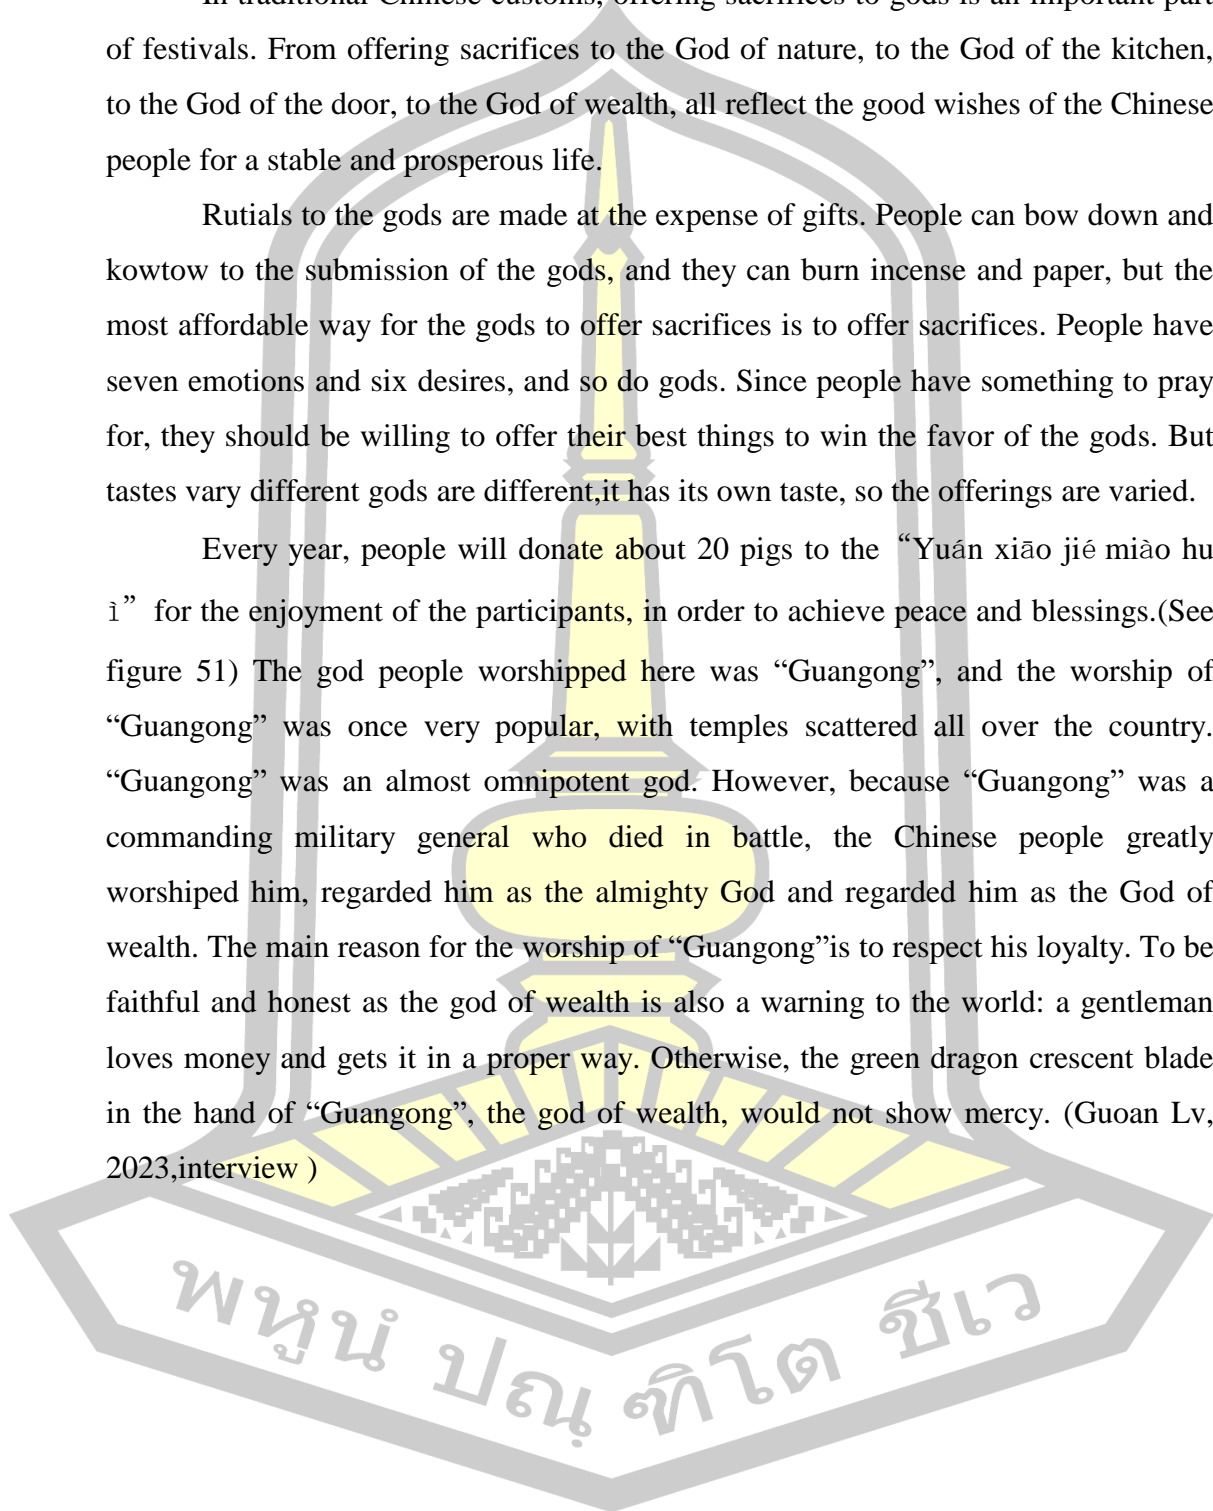 In traditional Chinese customs, offering sacrifices to gods is an important part
of festivals. From offering sacrifices to the God of nature, to the God of the kitchen,
to the God of the door, to the God of wealth, all reflect the good wishes of the Chinese
people for a stable and prosperous life.
Rutials to the gods are made at the expense of gifts. People can bow down and
kowtow to the submission of the gods, and they can burn incense and paper, but the
most affordable way for the gods to offer sacrifices is to offer sacrifices. People have
seven emotions and six desires, and so do gods. Since people have something to pray
for, they should be willing to offer their best things to win the favor of the gods. But
tastes vary different gods are different,it has its own taste, so the offerings are varied.
Every year, people will donate about 20 pigs to the “Yuán xiāo jié miào hu
ì” for the enjoyment of the participants, in order to achieve peace and blessings.(See
figure 51) The god people worshipped here was “Guangong”, and the worship of
“Guangong” was once very popular, with temples scattered all over the country.
“Guangong” was an almost omnipotent god. However, because “Guangong” was a
commanding military general who died in battle, the Chinese people greatly
worshiped him, regarded him as the almighty God and regarded him as the God of
wealth. The main reason for the worship of “Guangong”is to respect his loyalty. To be
faithful and honest as the god of wealth is also a warning to the world: a gentleman
loves money and gets it in a proper way. Otherwise, the green dragon crescent blade
in the hand of “Guangong”, the god of wealth, would not show mercy. (Guoan Lv,
2023,interview )
พหูนํ ปณฺฑิโต ชีเว